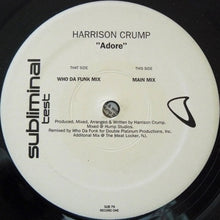 HARRISON CRUMP
"Adore"
THAT SIDE
THIS SIDE
WHO DA FUNK MIX
MAIN MIX
subliminal
test
Produced, Mixed, Arranged & Written by Harrison Crump.
Mixed @ Hump Studios.
Remixed by Who Da Funk for Double Platinum Productions, Inc.
Additional Mix @ The Meat Locker, NJ.
SUB 74
RECORD ONE